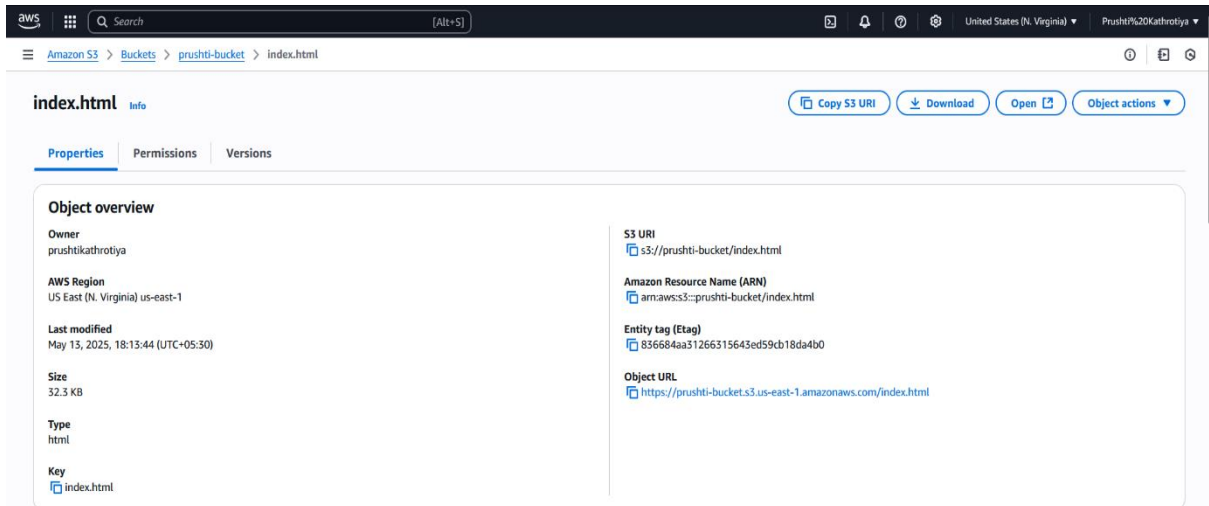 aws
Search [Alt+S]
United States (N. Virginia) ▼
Prushti%20Kathrotiya ▼
Amazon S3 > Buckets > prushti-bucket > index.html
index.html Info
Copy S3 URI
Download
Open
Object actions ▼
Properties
Permissions
Versions
Object overview
Owner
prushtikathrotiya
AWS Region
US East (N. Virginia) us-east-1
Last modified
May 13, 2025, 18:13:44 (UTC+05:30)
Size
32.3 KB
Type
html
Key
index.html
S3 URI
s3://prushti-bucket/index.html
Amazon Resource Name (ARN)
arn:aws:s3:::prushti-bucket/index.html
Entity tag (Etag)
836684aa31266315643ed59cb18da4b0
Object URL
https://prushti-bucket.s3.us-east-1.amazonaws.com/index.html